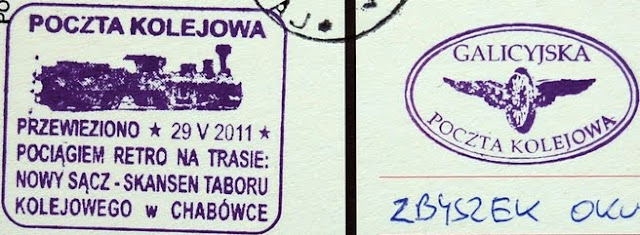 POCZTA KOLEJOWA
PRZEWIEZIONO ★ 29 V 2011 ★
POCIĄGIEM RETRO NA TRASIE:
NOWY SĄCZ - SKANSEN TABORU
KOLEJOWEGO w CHABÓWCE
GALICYJSKA
POCZTA KOLEJOWA
ZBYSZEK OKU